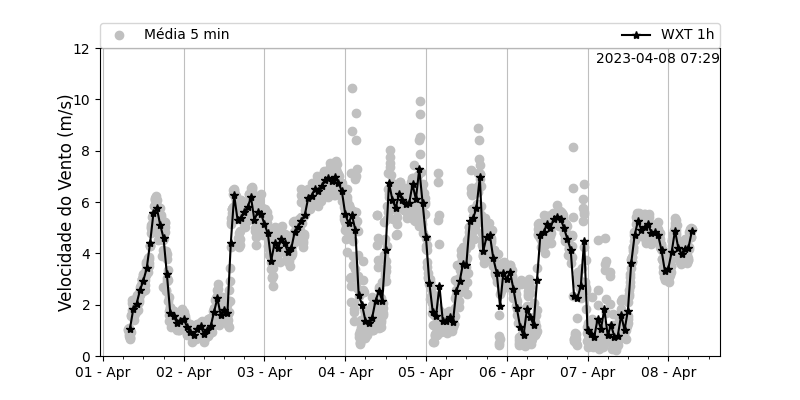 Média 5 min WXT 1h
2023-04-08 07:29
Velocidade do Vento (m/s)
12
10
8
6
4
2
0
01 - Apr 02 - Apr 03 - Apr 04 - Apr 05 - Apr 06 - Apr 07 - Apr 08 - Apr